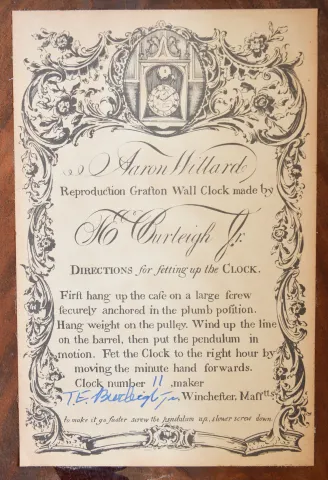 Aaron Willard
Reproduction Grafton Wall Clock made by
Burleigh Jr.
DIRECTIONS for ſetting up the CLOCK.
Firſt hang up the caſe on a large ſcrew
ſecurely anchored in the plumb poſition.
Hang weight on the pulley. Wind up the line
on the barrel, then put the pendulum in
motion. Fet the Clock to the right hour by
moving the minute hand forwards.
Clock number 11 .maker
T.E. Burleigh Jr. Wincheſter, Maſſtts
to make it go faster screw the pendulum up, slower screw down